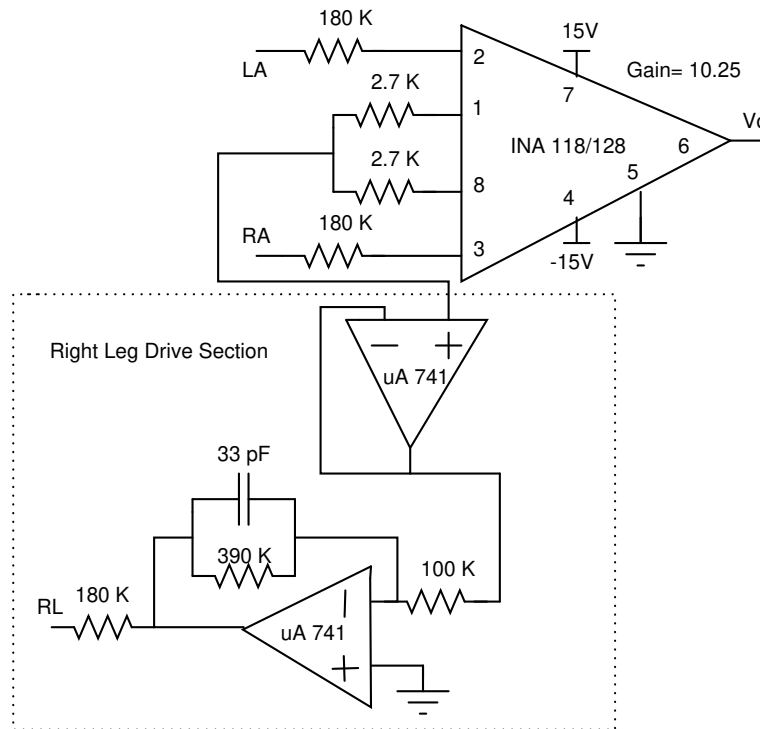 180 K
15V
LA
2
Gain= 10.25
7
2.7 K
1
Vo
INA 118/128
6
2.7 K
5
8
4
180 K
RA
3
-15V
Right Leg Drive Section
uA 741
33 pF
390 K
100 K
180 K
RL
uA 741